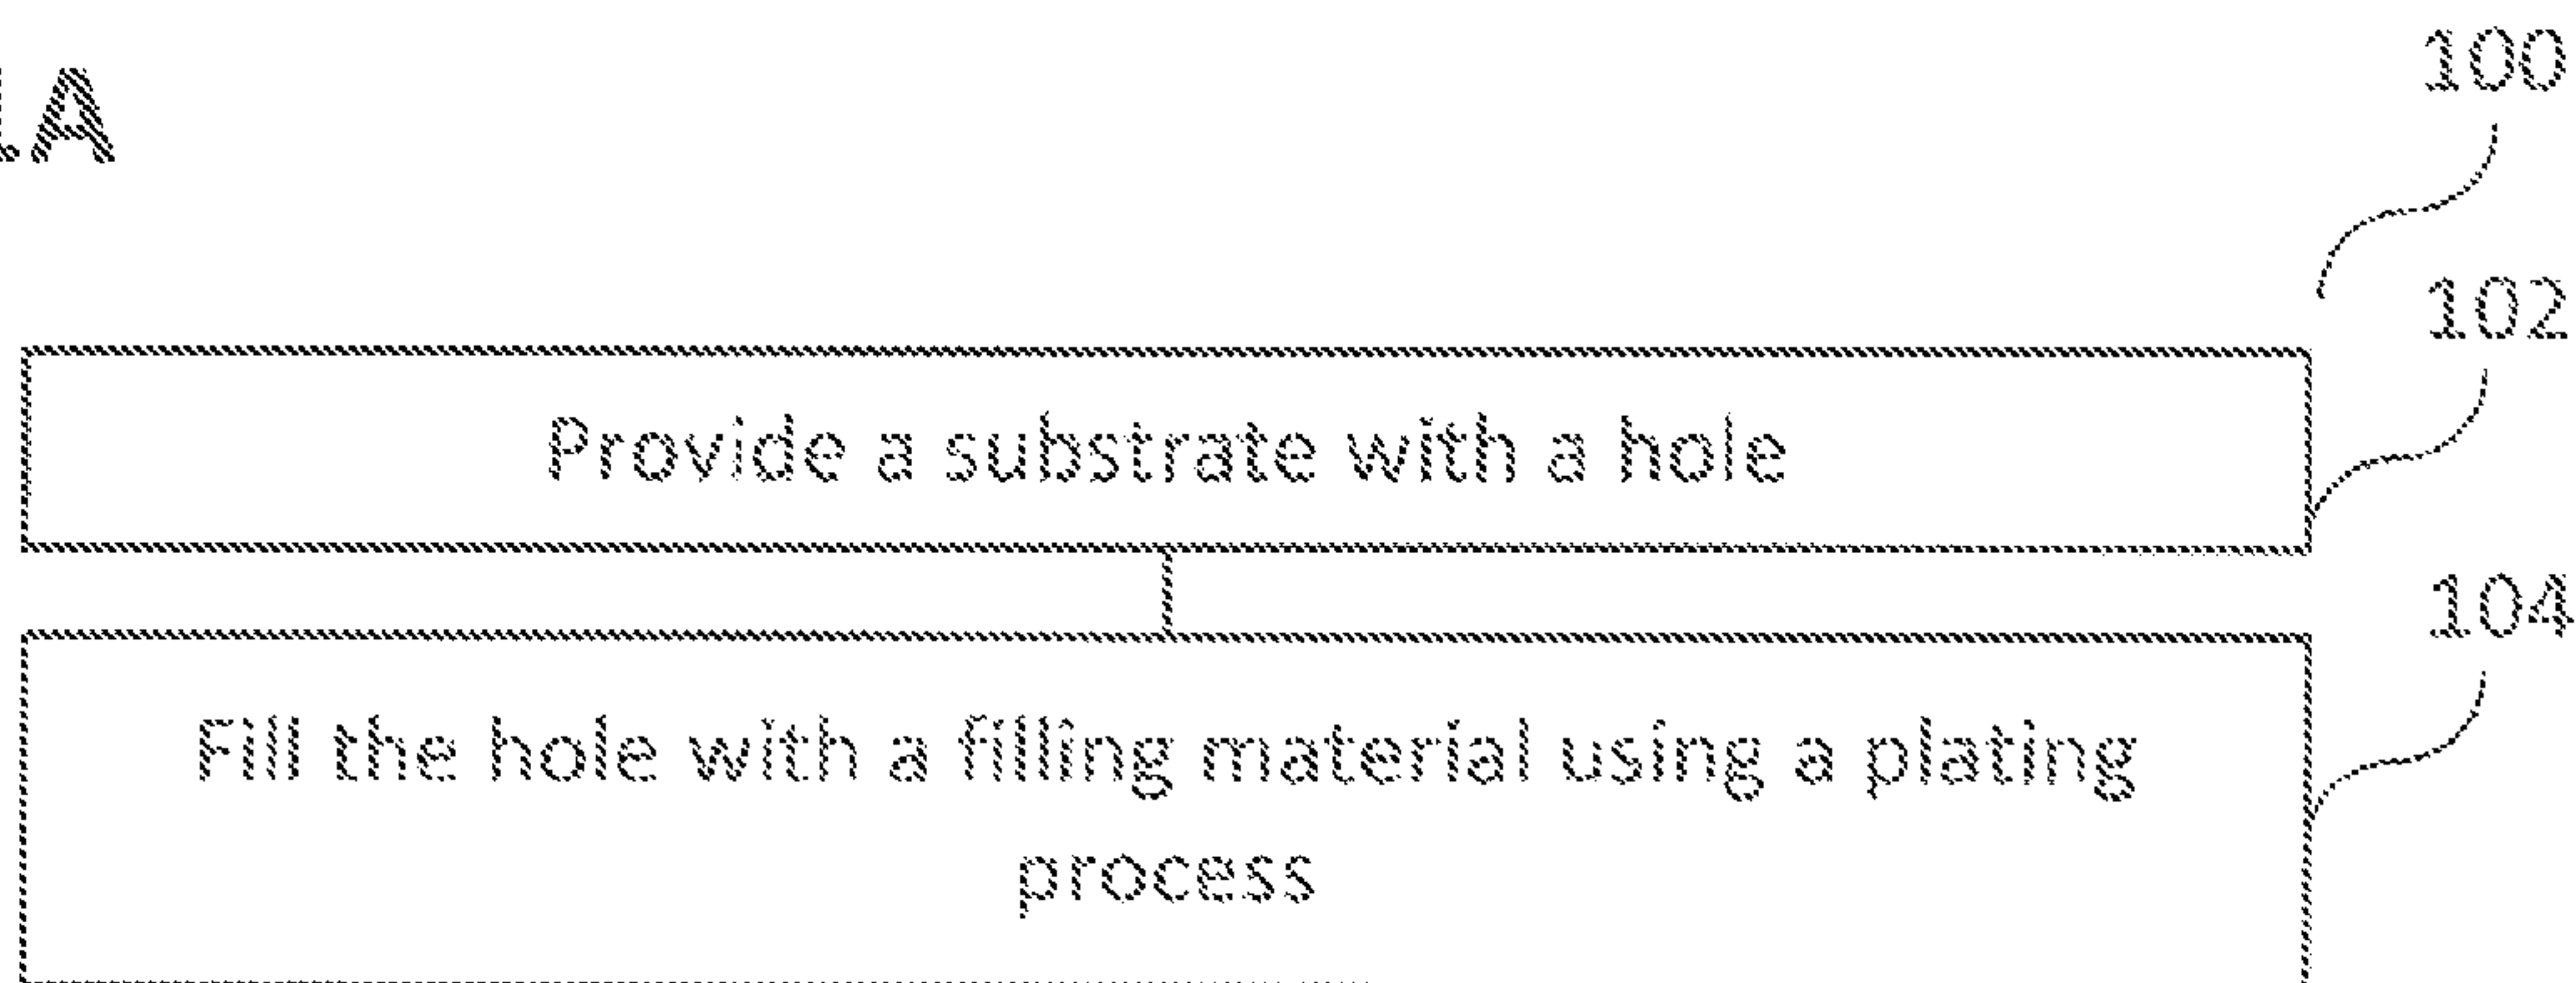 1A
100
102
Provide a substrate with a hole
104
Fill the hole with a filling material using a plating
process